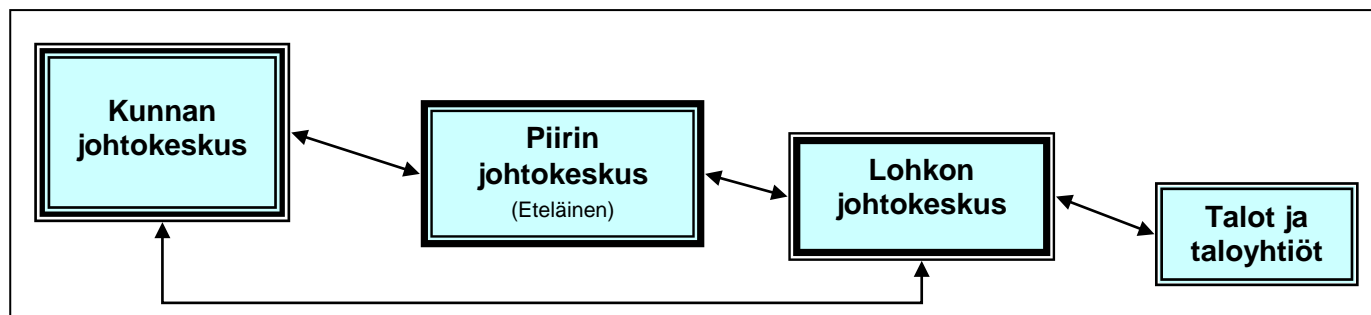 Kunnan
johtokeskus
Piirin
johtokeskus
(Eteläinen)
Lohkon
johtokeskus
Talot ja
taloyhtiöt